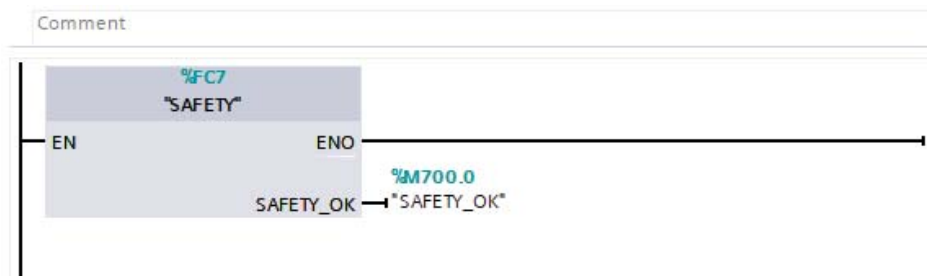 Comment
%FC7
"SAFETY"
EN ENO
%M700.0
SAFETY_OK "SAFETY_OK"